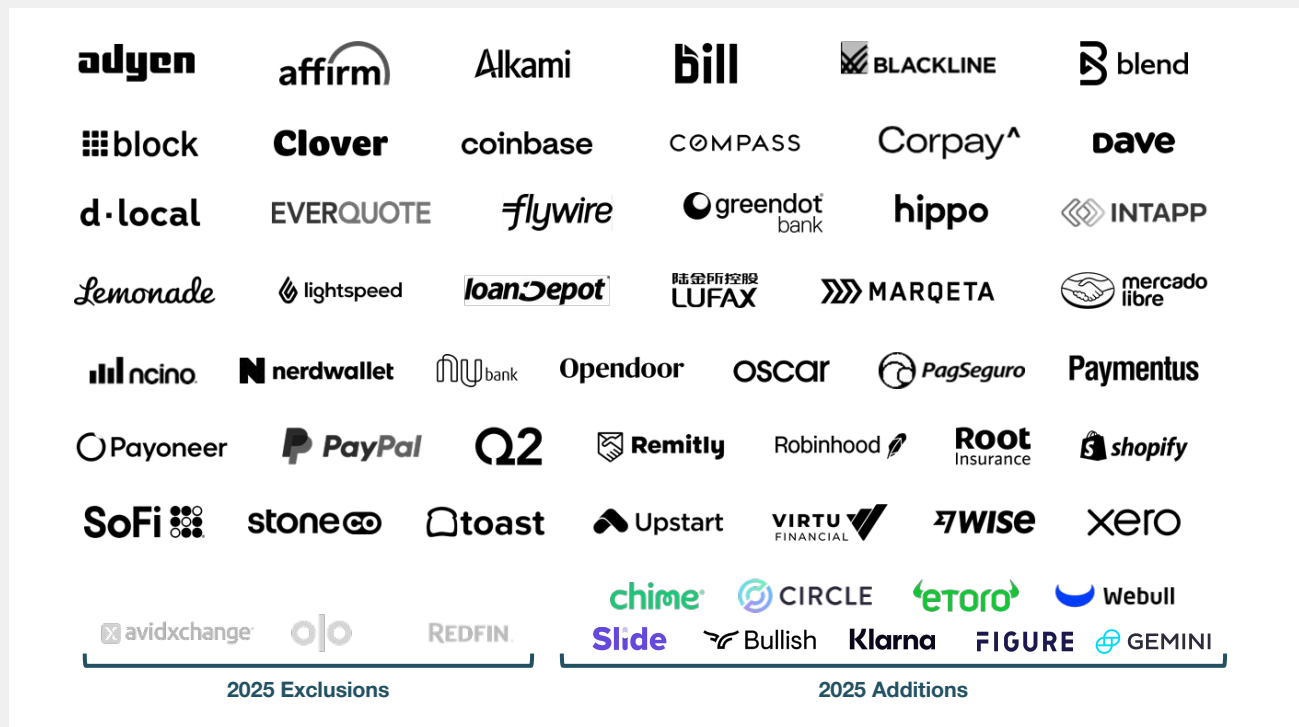 adyen affirm Alkami bill BLACKLINE blend
block Clover coinbase COMPASS Corpay^ DAVE
d·local EVERQUOTE flywire greendot bank hippo INTAPP
Lemonade lightspeed loanDepot 陆金所控股 LUFAX MARQETA mercado libre
ncino nerdwallet nu bank Opendoor oscar PagSeguro Paymentus
Payoneer PayPal Q2 Remitly Robinhood Root Insurance shopify
SoFi stoneco toast Upstart VIRTU FINANCIAL WISE xero
chime CIRCLE eToro Webull
avidxchange olo REDFIN Slide Bullish Klarna FIGURE GEMINI
2025 Exclusions 2025 Additions